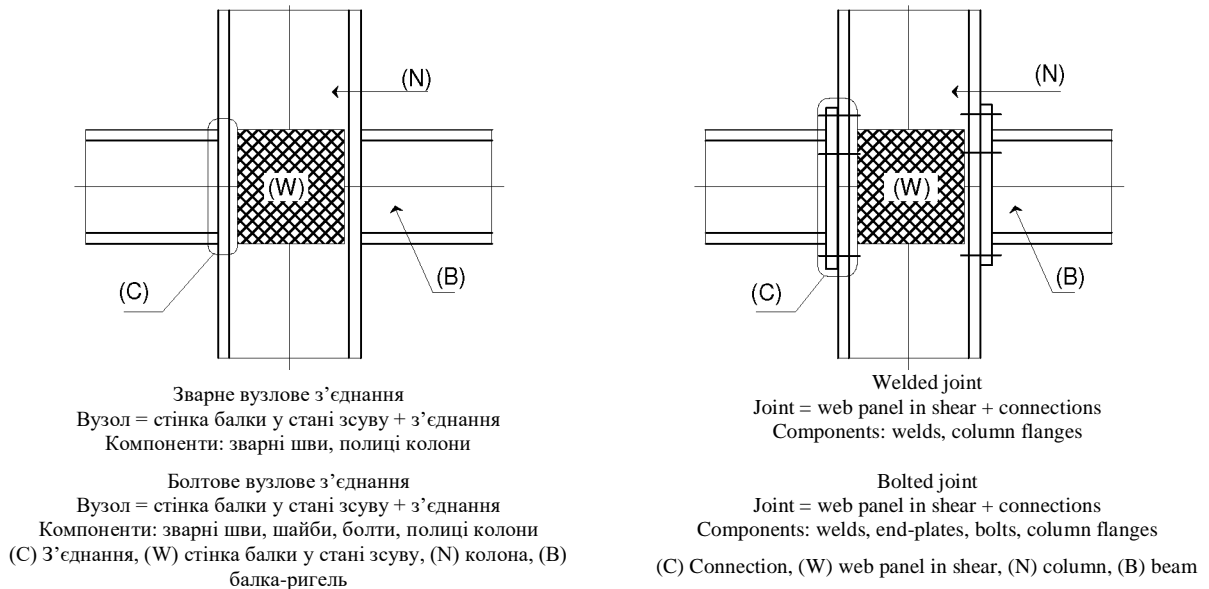 (N)
(W)
(C)
(B)
Зварне вузлове з’єднання
Вузол = стінка балки у стані зсуву + з’єднання
Компоненти: зварні шви, полиці колони
Болтове вузлове з’єднання
Вузол = стінка балки у стані зсуву + з’єднання
Компоненти: зварні шви, шайби, болти, полиці колони
(C) З’єднання, (W) стінка балки у стані зсуву, (N) колона, (B)
балка-ригель
(N)
(W)
(C)
(B)
Welded joint
Joint = web panel in shear + connections
Components: welds, column flanges
Bolted joint
Joint = web panel in shear + connections
Components: welds, end-plates, bolts, column flanges
(C) Connection, (W) web panel in shear, (N) column, (B) beam